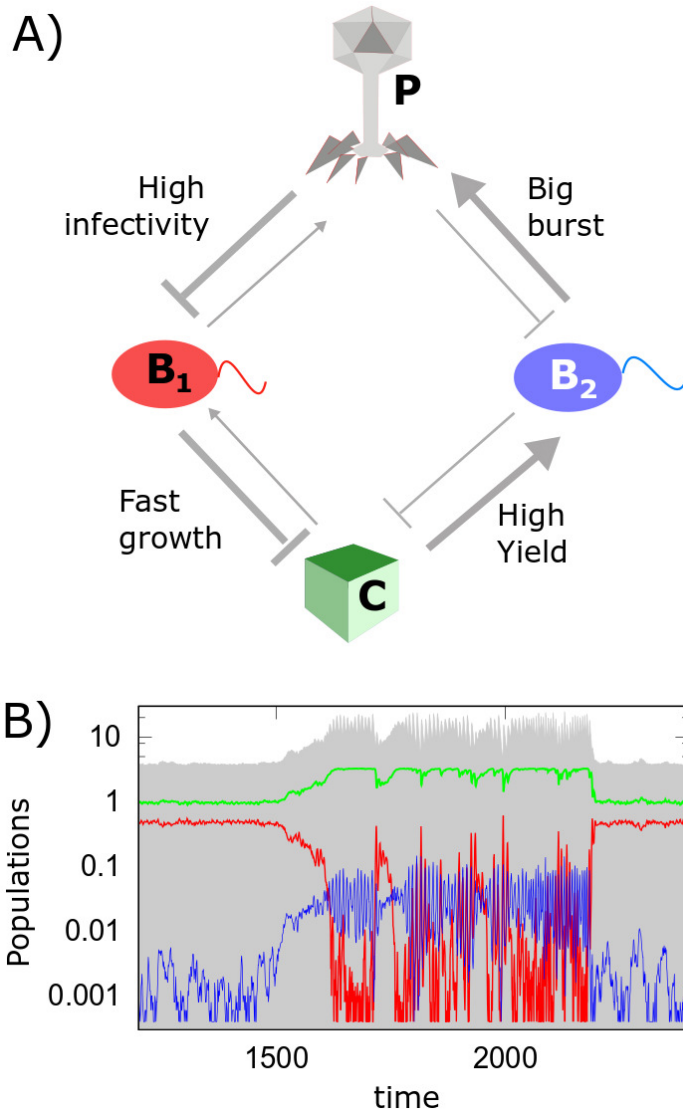 A)
P
High
infectivity
Big
burst
B1
B2
Fast
growth
High
Yield
C
B)
Populations
10
1
0.1
0.01
0.001
1500
2000
time